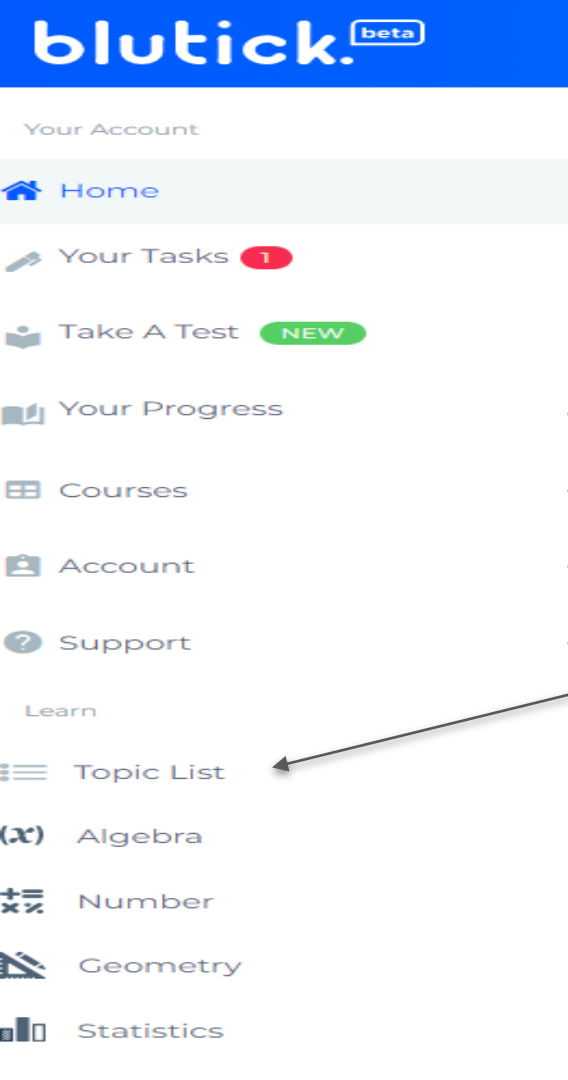 blutick. beta
Your Account
Home
Your Tasks 1
Take A Test NEW
Your Progress
Courses
Account
Support
Learn
Topic List
(x) Algebra
Number
Geometry
Statistics